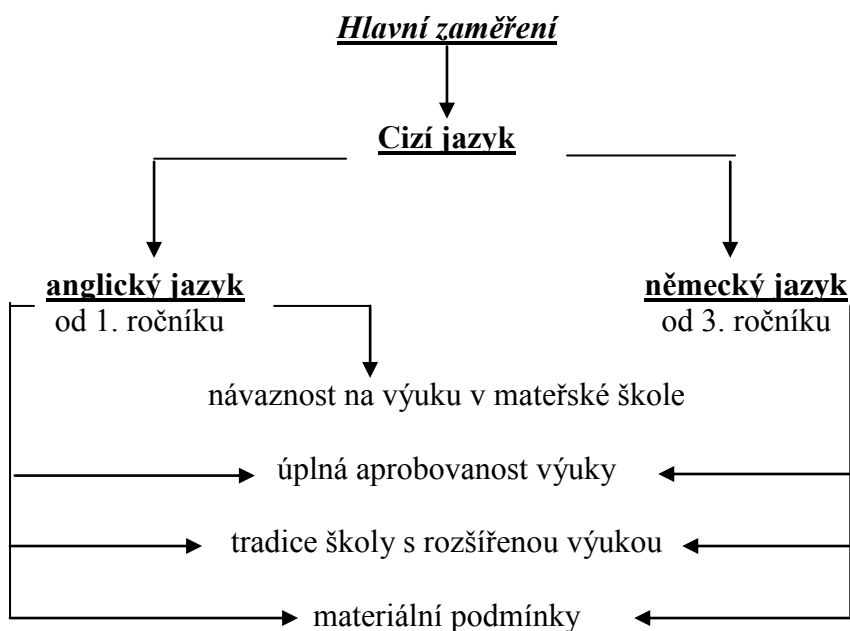 Hlavní zaměření
Cizí jazyk
anglický jazyk
od 1. ročníku
německý jazyk
od 3. ročníku
návaznost na výuku v mateřské škole
úplná aprobovanost výuky
tradice školy s rozšířenou výukou
materiální podmínky